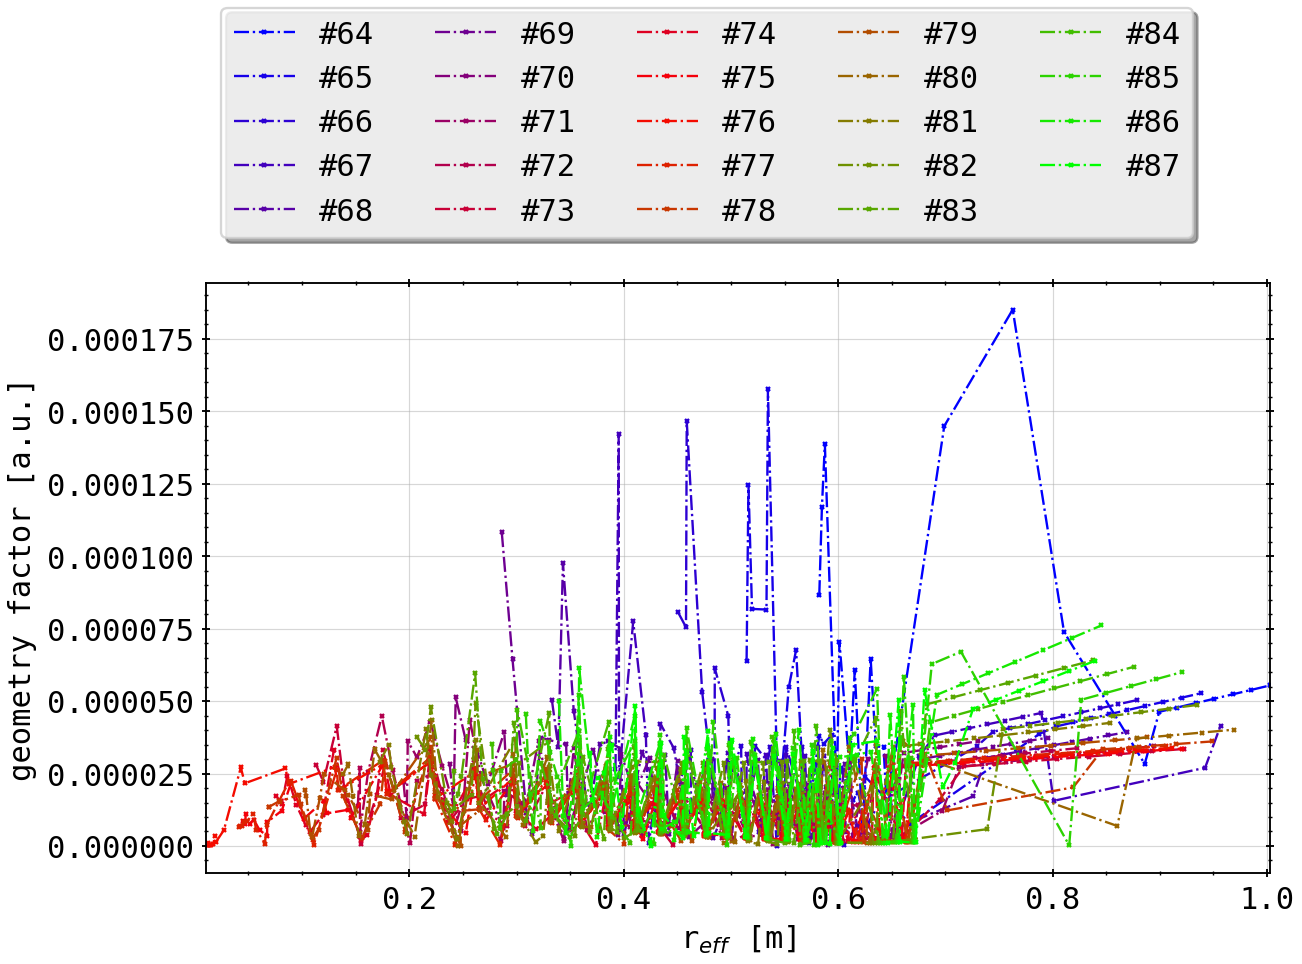 #64 #69 #74 #79 #84
#65 #70 #75 #80 #85
#66 #71 #76 #81 #86
#67 #72 #77 #82 #87
#68 #73 #78 #83
geometry factor [a.u.]
0.000175
0.000150
0.000125
0.000100
0.000075
0.000050
0.000025
0.000000
0.2 0.4 0.6 0.8 1.0
r_eff [m]